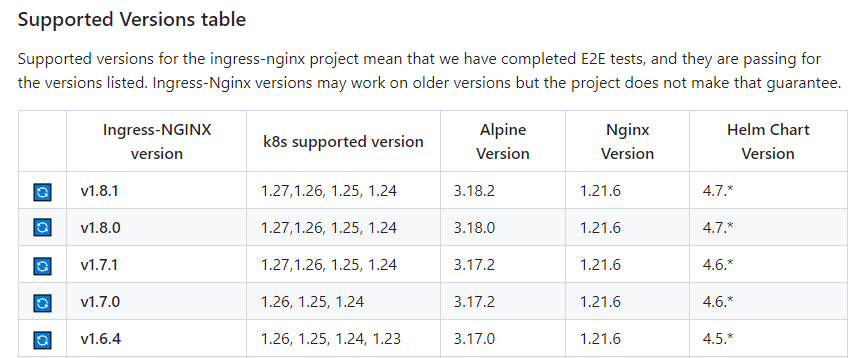 Supported Versions table
Supported versions for the ingress-nginx project mean that we have completed E2E tests, and they are passing for
the versions listed. Ingress-Nginx versions may work on older versions but the project does not make that guarantee.
Ingress-NGINX version k8s supported version Alpine Version Nginx Version Helm Chart Version
v1.8.1 1.27,1.26, 1.25, 1.24 3.18.2 1.21.6 4.7.*
v1.8.0 1.27,1.26, 1.25, 1.24 3.18.0 1.21.6 4.7.*
v1.7.1 1.27,1.26, 1.25, 1.24 3.17.2 1.21.6 4.6.*
v1.7.0 1.26, 1.25, 1.24 3.17.2 1.21.6 4.6.*
v1.6.4 1.26, 1.25, 1.24, 1.23 3.17.0 1.21.6 4.5.*